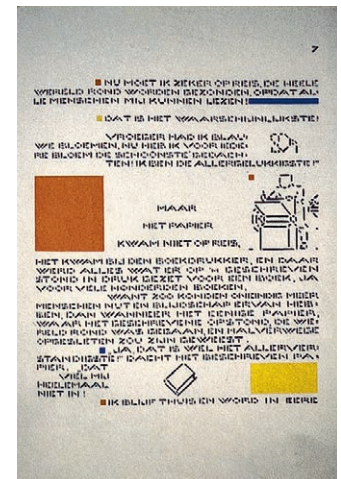 7
NU MOET IK ZEKER OP REIS, DE HEELE
WERELD ROND WORDEN GEZONDEN, OPDAT AL-
LE MENSCHEN MIJ KUNNEN LEZEN!
DAT IS HET WAARSCHIJNLIJKSTE!
VROEGER HAD IK BLAU-
WE BLOEMEN, NU HEB IK VOOR IEDE-
RE BLOEM DE SCHOONSTE GEDACH-
TEN! IK BEN DE ALLERGELUKKIGSTE!"
MAAR
HET PAPIER
KWAM NIET OP REIS,
HET KWAM BIJ DEN BOEKDRUKKER, EN DAAR
WERD ALLES WAT ER OP GESCHREVEN
STOND IN DRUK GEZET VOOR EEN BOEK, JA
VOOR VELE HONDERDEN BOEKEN,
WANT ZOO KONDEN ONEINDIG MEER
MENSCHEN NUT EN BLIJDSCHAP ERVAN HEB-
BEN, DAN WANNEER HET EENIGE PAPIER,
WAAR HET GESCHREVENE OP STOND, DE WE-
RELD ROND WAS GEGAAN, EN HALVERWEGE
OPGESLETEN ZOU ZIJN GEWEEST.
„JA, DAT IS WEL HET ALLERVER-
STANDIGSTE!" DACHT HET BESCHREVEN PA-
PIER. „DAT
VIEL MIJ
HEELEMAAL
NIET IN!
IK BLIJF THUIS EN WORD IN EERE